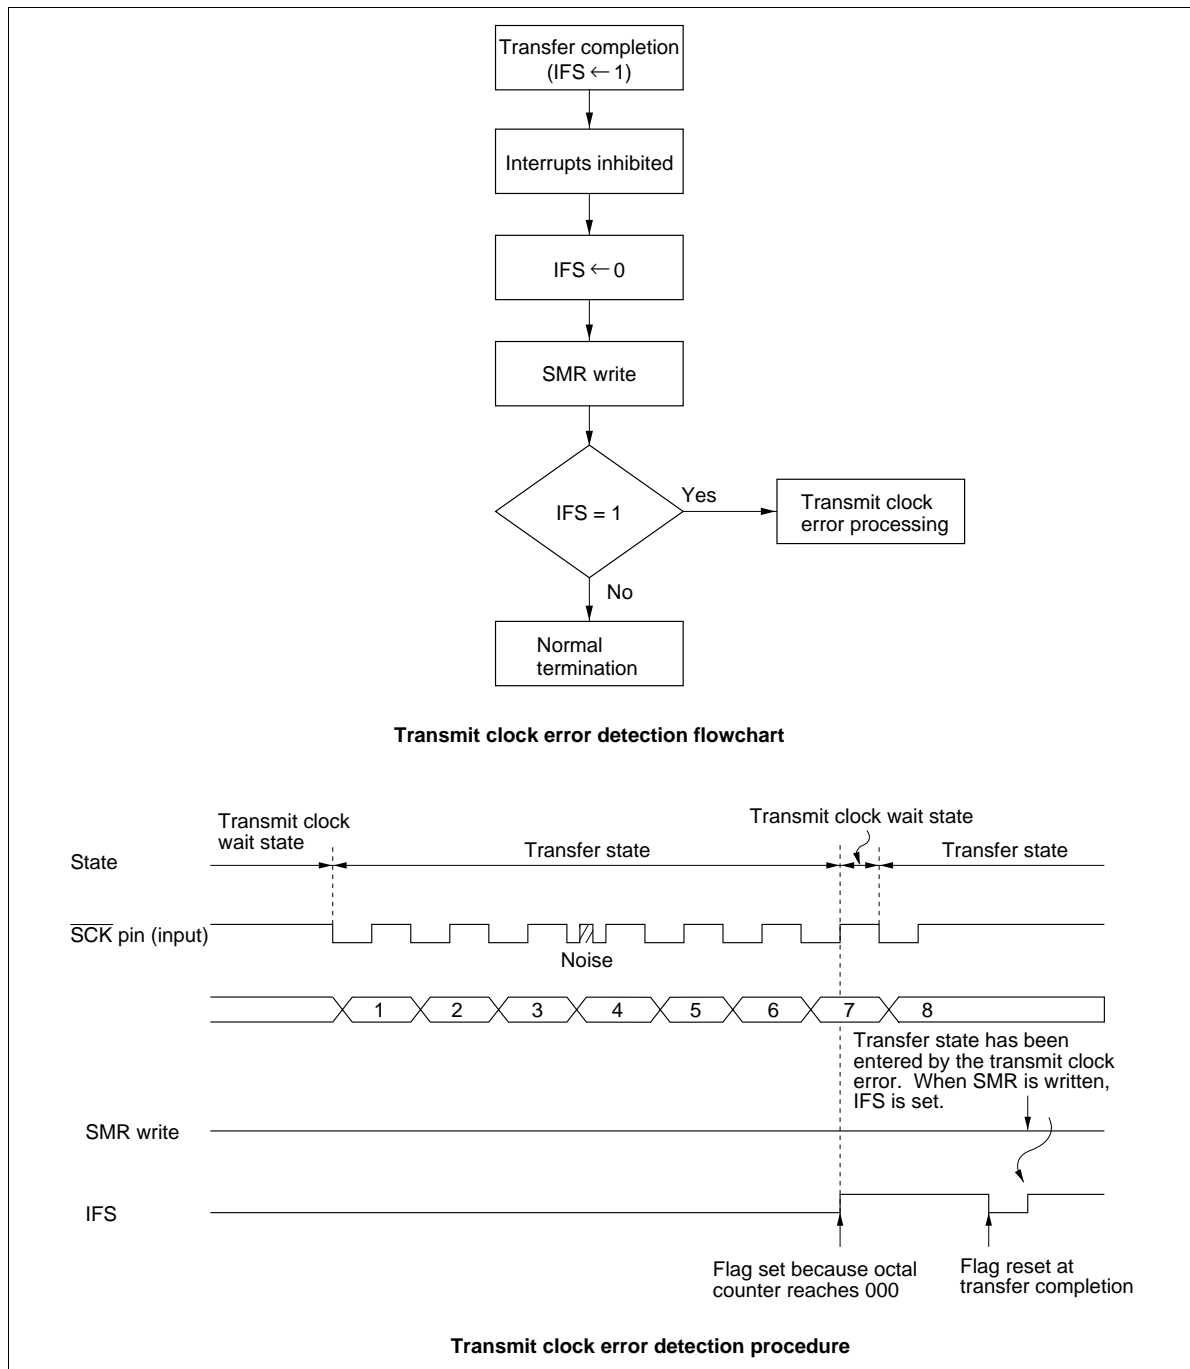 Transfer completion
(IFS ← 1)
Interrupts inhibited
IFS ← 0
SMR write
IFS = 1
Yes
Transmit clock
error processing
No
Normal
termination
Transmit clock error detection flowchart
Transmit clock wait state
Transmit clock
wait state
State
Transfer state
Transfer state
SCK pin (input)
Noise
1 2 3 4 5 6 7 8
Transfer state has been
entered by the transmit clock
error. When SMR is written,
IFS is set.
SMR write
IFS
Flag set because octal
counter reaches 000
Flag reset at
transfer completion
Transmit clock error detection procedure